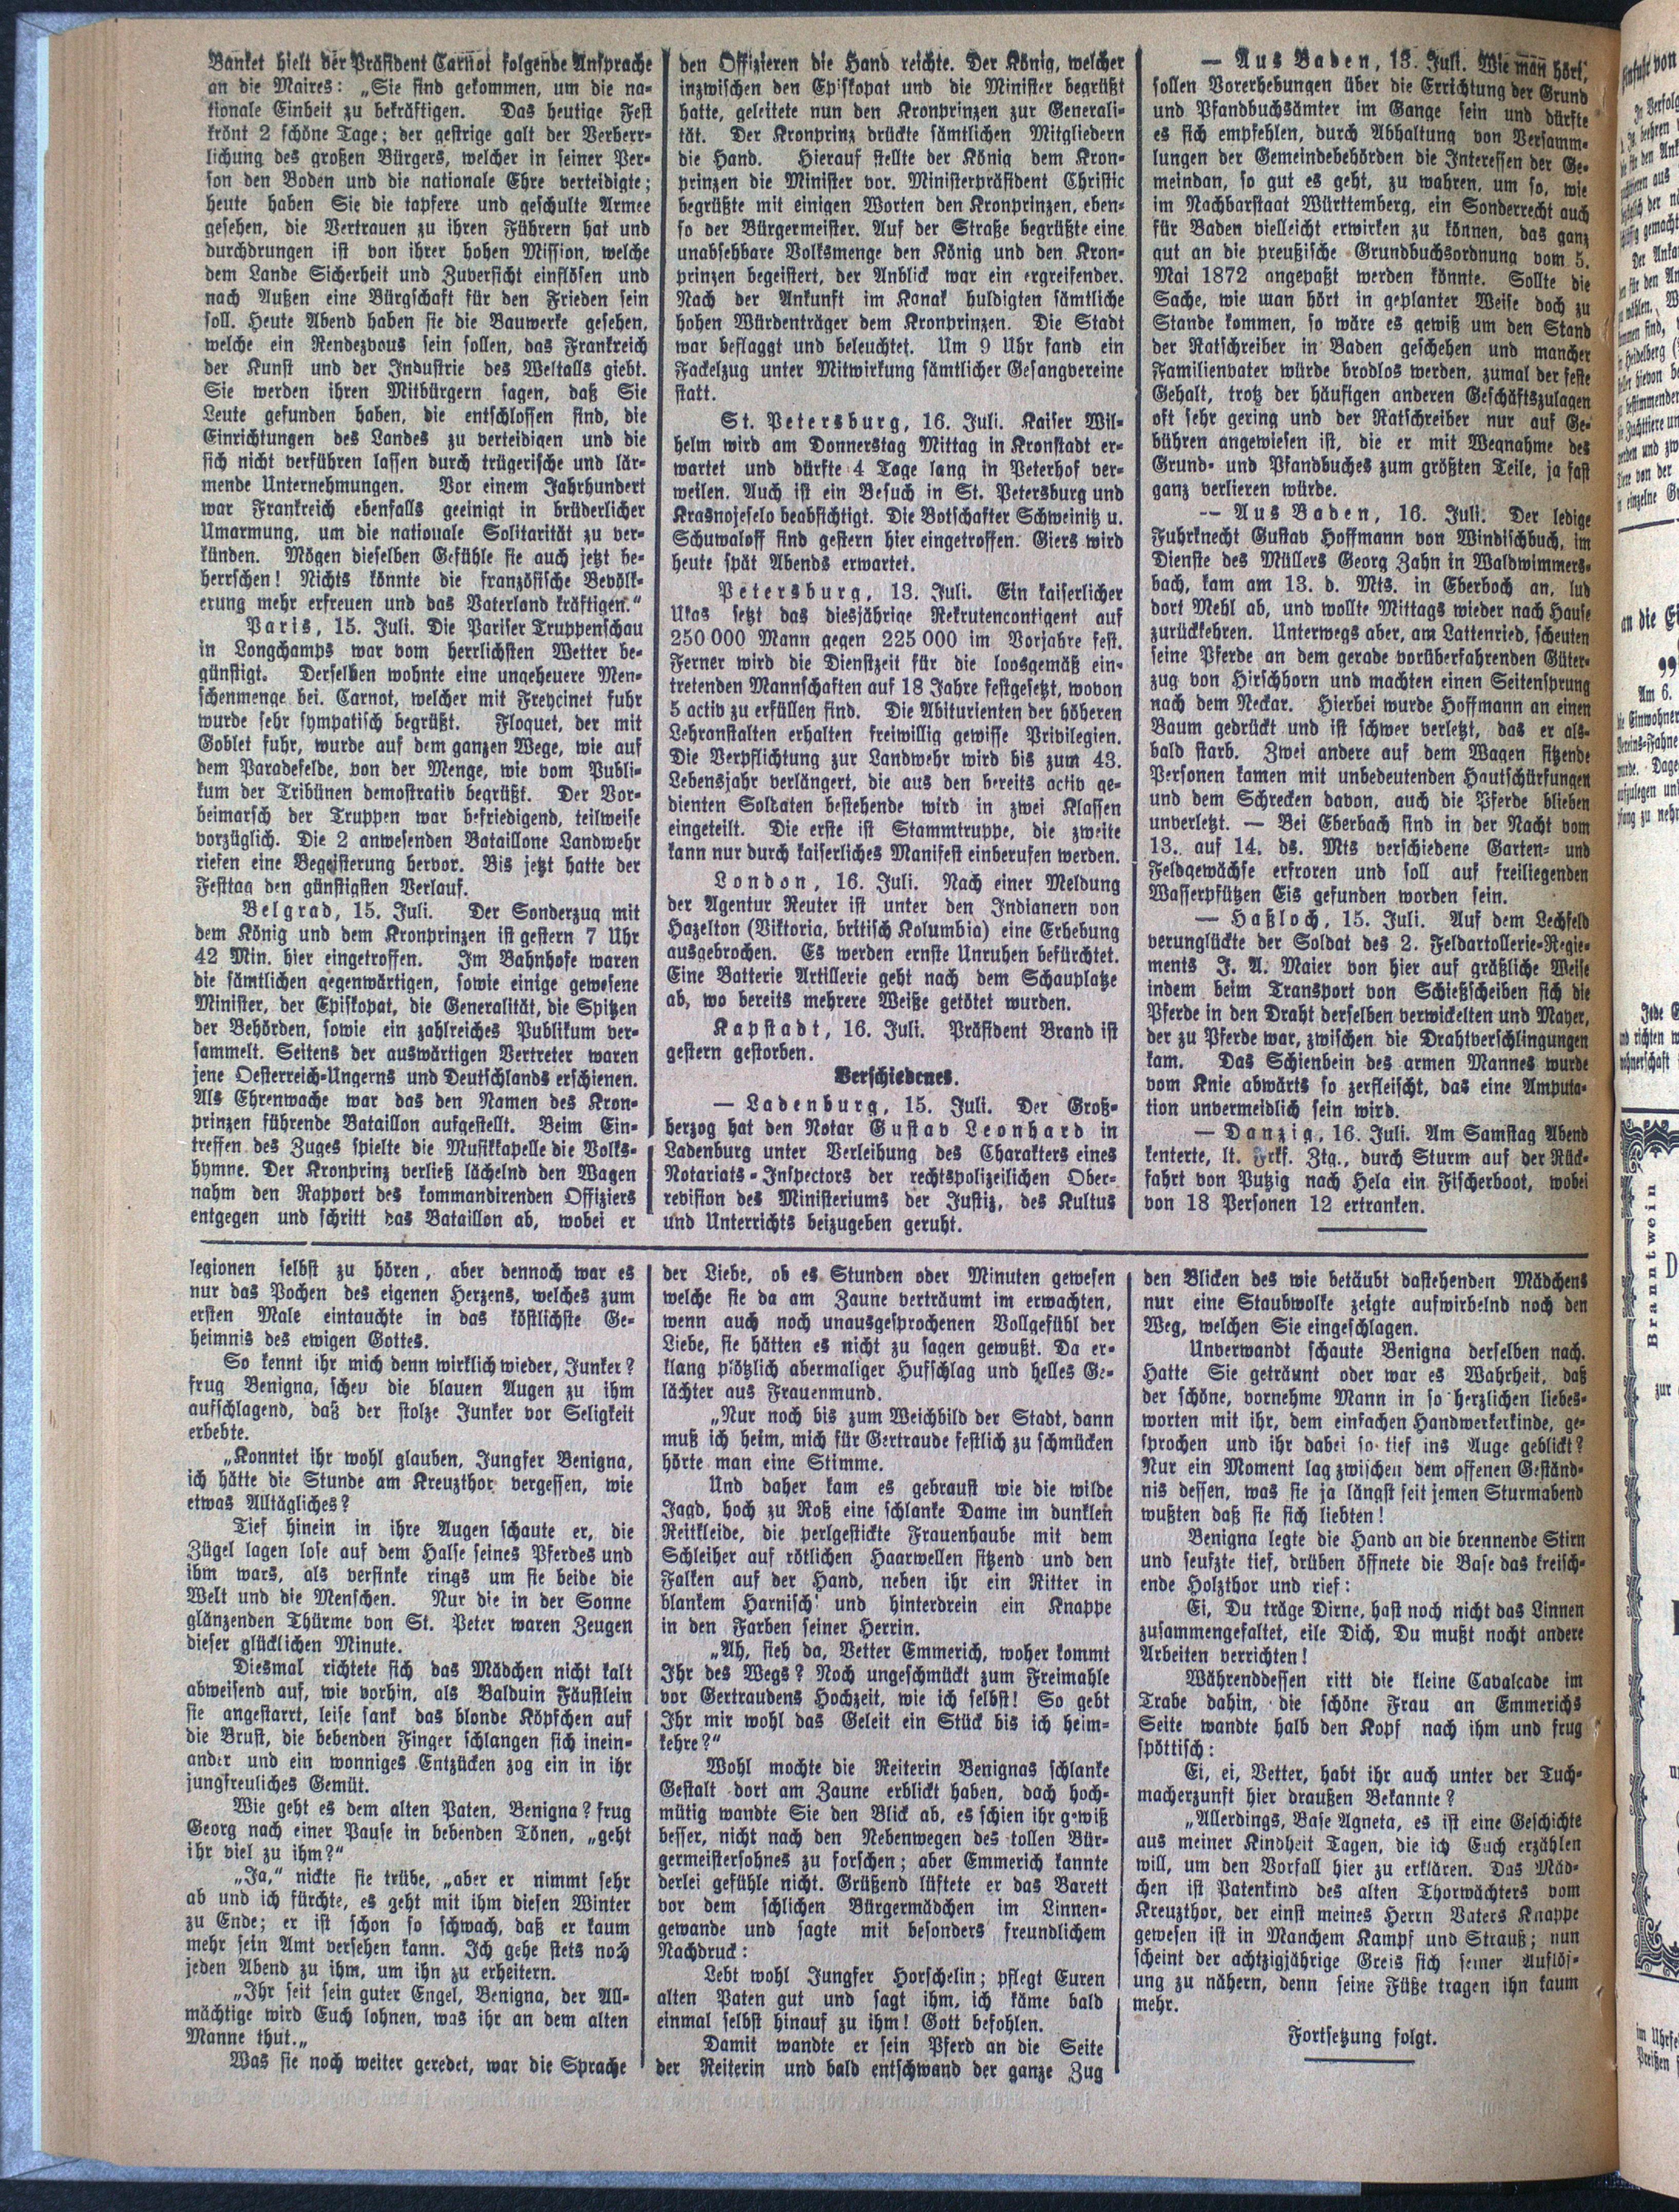 Banket hielt der Präsident Carnot folgende Ansprache
an die Maires: „Sie sind gekommen, um die na-
tionale Einheit zu bekräftigen. Das heutige Fest
krönt 2 schöne Tage; der gestrige galt der Verherr-
lichung des großen Bürgers, welcher in seiner Per-
son den Boden und die nationale Ehre verteidigte;
heute haben Sie die tapfere und geschulte Armee
gesehen, die Vertrauen zu ihren Führern hat und
durchdrungen ist von ihrer hohen Mission, welche
dem Lande Sicherheit und Zuversicht einflösen und
nach Außen eine Bürgschaft für den Frieden sein
soll. Heute Abend haben sie die Bauwerke gesehen,
welche ein Rendezvous sein sollen, das Frankreich
der Kunst und der Industrie des Weltalls giebt.
Sie werden ihren Mitbürgern sagen, daß Sie
Leute gefunden haben, die entschlossen sind, die
Einrichtungen des Landes zu verteidigen und die
sich nicht verführen lassen durch trügerische und lär-
mende Unternehmungen. Vor einem Jahrhundert
war Frankreich ebenfalls geeinigt in brüderlicher
Umarmung, um die nationale Solitarität zu ver-
künden. Mögen dieselben Gefühle sie auch jetzt be-
herrschen! Nichts könnte die französische Bevölk-
erung mehr erfreuen und das Vaterland kräftigen.“
Paris, 15. Juli. Die Pariser Truppenschau
in Longchamps war vom herrlichsten Wetter be-
günstigt. Derselben wohnte eine ungeheuere Men-
schenmenge bei. Carnot, welcher mit Freycinet fuhr
wurde sehr sympatisch begrüßt. Floquet, der mit
Goblet fuhr, wurde auf dem ganzen Wege, wie auf
dem Paradefelde, von der Menge, wie vom Publi-
kum der Tribünen demostrativ begrüßt. Der Vor-
beimarsch der Truppen war befriedigend, teilweise
vorzüglich. Die 2 anwesenden Bataillone Landwehr
riefen eine Begeisterung hervor. Bis jetzt hatte der
Festtag den günstigsten Verlauf.
Belgrad, 15. Juli. Der Sonderzug mit
dem König und dem Kronprinzen ist gestern 7 Uhr
42 Min. hier eingetroffen. Im Bahnhofe waren
die sämtlichen gegenwärtigen, sowie einige gewesene
Minister, der Episkopat, die Generalität, die Spitzen
der Behörden, sowie ein zahlreiches Publikum ver-
sammelt. Seitens der auswärtigen Vertreter waren
jene Oesterreich-Ungerns und Deutschlands erschienen.
Als Ehrenwache war das den Namen des Kron-
prinzen führende Bataillon aufgestellt. Beim Ein-
treffen des Zuges spielte die Musikkapelle die Volks-
hymne. Der Kronprinz verließ lächelnd den Wagen
nahm den Rapport des kommandirenden Offiziers
entgegen und schritt das Bataillon ab, wobei er
den Offizieren die Hand reichte. Der König, welcher
inzwischen den Episkopat und die Minister begrüßt
hatte, geleitete nun den Kronprinzen zur Generali-
tät. Der Kronprinz drückte sämtlichen Mitgliedern
die Hand. Hierauf stellte der König dem Kron-
prinzen die Minister vor. Ministerpräsident Christic
begrüßte mit einigen Worten den Kronprinzen, eben-
so der Bürgermeister. Auf der Straße begrüßte eine
unabsehbare Volksmenge den König und den Kron-
prinzen begeistert, der Anblick war ein ergreifender.
Nach der Ankunft im Konak huldigten sämtliche
hohen Würdenträger dem Kronprinzen. Die Stadt
war beflaggt und beleuchtet. Um 9 Uhr fand ein
Fackelzug unter Mitwirkung sämtlicher Gesangvereine
statt.
St. Petersburg, 16. Juli. Kaiser Wil-
helm wird am Donnerstag Mittag in Kronstadt er-
wartet und dürfte 4 Tage lang in Peterhof ver-
weilen. Auch ist ein Besuch in St. Petersburg und
Krasnojeselo beabsichtigt. Die Botschafter Schweinitz u.
Schuwaloff sind gestern hier eingetroffen. Giers wird
heute spät Abends erwartet.
Petersburg, 13. Juli. Ein kaiserlicher
Ukas setzt das diesjährige Rekrutencontigent auf
250 000 Mann gegen 225 000 im Vorjahre fest.
Ferner wird die Dienstzeit für die loosgemäß ein-
tretenden Mannschaften auf 18 Jahre festgesetzt, wovon
5 activ zu erfüllen sind. Die Abiturienten der höheren
Lehranstalten erhalten freiwillig gewisse Privilegien.
Die Verpflichtung zur Landwehr wird bis zum 43.
Lebensjahr verlängert, die aus den bereits activ ge-
dienten Soldaten bestehende wird in zwei Klassen
eingeteilt. Die erste ist Stammtruppe, die zweite
kann nur durch kaiserliches Manifest einberufen werden.
London, 16. Juli. Nach einer Meldung
der Agentur Reuter ist unter den Indianern von
Hazelton (Viktoria, britisch Kolumbia) eine Erhebung
ausgebrochen. Es werden ernste Unruhen befürchtet.
Eine Batterie Artillerie geht nach dem Schauplatze
ab, wo bereits mehrere Weiße getötet wurden.
Kapstadt, 16. Juli. Präsident Brand ist
gestern gestorben.
Verschiedenes.
— Ladenburg, 15. Juli. Der Groß-
herzog hat den Notar Gustav Leonhard in
Ladenburg unter Verleihung des Charakters eines
Notariats-Inspectors der rechtspolizeilichen Ober-
revision des Ministeriums der Justiz, des Kultus
und Unterrichts beizugeben geruht.
— Aus Baden, 13. Juli. Wie man hört,
sollen Vorerhebungen über die Errichtung der Grund
und Pfandbuchsämter im Gange sein und dürfte
es sich empfehlen, durch Abhaltung von Versamm-
lungen der Gemeindebehörden die Interessen der Ge-
meindan, so gut es geht, zu wahren, um so, wie
im Nachbarstaat Württemberg, ein Sonderrecht auch
für Baden vielleicht erwirken zu können, das ganz
gut an die preußische Grundbuchsordnung vom 5.
Mai 1872 angepaßt werden könnte. Sollte die
Sache, wie man hört in geplanter Weise doch zu
Stande kommen, so wäre es gewiß um den Stand
der Ratschreiber in Baden geschehen und mancher
Familienvater würde brodlos werden, zumal der feste
Gehalt, trotz der häufigen anderen Geschäftszulagen
oft sehr gering und der Ratschreiber nur auf Ge-
bühren angewiesen ist, die er mit Wegnahme des
Grund- und Pfandbuches zum größten Teile, ja fast
ganz verlieren würde.
-- Aus Baden, 16. Juli. Der ledige
Fuhrknecht Gustav Hoffmann von Windischbuch, im
Dienste des Müllers Georg Zahn in Waldwimmers-
bach, kam am 13. d. Mts. in Eberboch an, lud
dort Mehl ab, und wollte Mittags wieder nach Hause
zurückkehren. Unterwegs aber, am Lattenried, scheuten
seine Pferde an dem gerade vorüberfahrenden Güter-
zug von Hirschhorn und machten einen Seitensprung
nach dem Neckar. Hierbei wurde Hoffmann an einen
Baum gedrückt und ist schwer verletzt, das er als-
bald starb. Zwei andere auf dem Wagen sitzende
Personen kamen mit unbedeutenden Hautschürfungen
und dem Schrecken davon, auch die Pferde blieben
unverletzt. — Bei Eberbach sind in der Nacht vom
13. auf 14. ds. Mts verschiedene Garten- und
Feldgewächse erfroren und soll auf freiliegenden
Wasserpfützen Eis gefunden worden sein.
— Haßloch, 15. Juli. Auf dem Lechfeld
verunglückte der Soldat des 2. Feldartollerie-Regie-
ments J. A. Maier von hier auf gräßliche Weise
indem beim Transport von Schießscheiben sich die
Pferde in den Draht derselben verwickelten und Mayer,
der zu Pferde war, zwischen die Drahtverschlingungen
kam. Das Schienbein des armen Mannes wurde
vom Knie abwärts so zerfleischt, das eine Amputa-
tion unvermeidlich sein wird.
— Danzig, 16. Juli. Am Samstag Abend
kenterte, lt. Frkf. Ztg., durch Sturm auf der Rück-
fahrt von Putzig nach Hela ein Fischerboot, wobei
von 18 Personen 12 ertranken.
legionen selbst zu hören, aber dennoch war es
nur das Pochen des eigenen Herzens, welches zum
ersten Male eintauchte in das köstlichste Ge-
heimnis des ewigen Gottes.
So kennt ihr mich denn wirklich wieder, Junker?
frug Benigna, scheu die blauen Augen zu ihm
aufschlagend, daß der stolze Junker vor Seligkeit
erbebte.
„Konntet ihr wohl glauben, Jungfer Benigna,
ich hätte die Stunde am Kreuzthor vergessen, wie
etwas Alltägliches?
Tief hinein in ihre Augen schaute er, die
Zügel lagen lose auf dem Halse seines Pferdes und
ihm wars, als versinke rings um sie beide die
Welt und die Menschen. Nur die in der Sonne
glänzenden Thürme von St. Peter waren Zeugen
dieser glücklichen Minute.
Diesmal richtete sich das Mädchen nicht kalt
abweisend auf, wie vorhin, als Balduin Fäustlein
sie angestarrt, leise sank das blonde Köpfchen auf
die Brust, die bebenden Finger schlangen sich inein-
ander und ein wonniges Entzücken zog ein in ihr
jungfreuliches Gemüt.
Wie geht es dem alten Paten, Benigna? frug
Georg nach einer Pause in bebenden Tönen, „geht
ihr viel zu ihm?“
„Ja,“ nickte sie trübe, „aber er nimmt sehr
ab und ich fürchte, es geht mit ihm diesen Winter
zu Ende; er ist schon so schwach, daß er kaum
mehr sein Amt versehen kann. Ich gehe stets noch
jeden Abend zu ihm, um ihn zu erheitern.
„Ihr seit sein guter Engel, Benigna, der All-
mächtige wird Euch lohnen, was ihr an dem alten
Manne thut.„
Was sie noch weiter geredet, war die Sprache
der Liebe, ob es Stunden oder Minuten gewesen
welche sie da am Zaune verträumt im erwachten,
wenn auch noch unausgesprochenen Vollgefühl der
Liebe, sie hätten es nicht zu sagen gewußt. Da er-
klang plötzlich abermaliger Hufschlag und helles Ge-
lächter aus Frauenmund.
„Nur noch bis zum Weichbild der Stadt, dann
muß ich heim, mich für Gertraude festlich zu schmücken
hörte man eine Stimme.
Und daher kam es gebraust wie die wilde
Jagd, hoch zu Roß eine schlanke Dame im dunklen
Reitkleide, die perlgestickte Frauenhaube mit dem
Schleiher auf rötlichen Haarwellen sitzend und den
Falken auf der Hand, neben ihr ein Ritter in
blankem Harnisch und hinterdrein ein Knappe
in den Farben seiner Herrin.
„Ah, sieh da, Vetter Emmerich, woher kommt
Ihr des Wegs? Noch ungeschmückt zum Freimahle
vor Gertraudens Hochzeit, wie ich selbst! So gebt
Ihr mir wohl das Geleit ein Stück bis ich heim-
kehre?“
Wohl mochte die Reiterin Benignas schlanke
Gestalt dort am Zaune erblickt haben, doch hoch-
mütig wandte Sie den Blick ab, es schien ihr gewiß
besser, nicht nach den Nebenwegen des tollen Bür-
germeistersohnes zu forschen; aber Emmerich kannte
derlei gefühle nicht. Grüßend lüftete er das Barett
vor dem schlichen Bürgermädchen im Linnen-
gewande und sagte mit besonders freundlichem
Nachdruck:
Lebt wohl Jungfer Horschelin; pflegt Euren
alten Paten gut und sagt ihm, ich käme bald
einmal selbst hinauf zu ihm! Gott befohlen.
Damit wandte er sein Pferd an die Seite
der Reiterin und bald entschwand der ganze Zug
den Blicken des wie betäubt dastehenden Mädchens
nur eine Staubwolke zeigte aufwirbelnd noch den
Weg, welchen Sie eingeschlagen.
Unverwandt schaute Benigna derselben nach.
Hatte Sie geträumt oder war es Wahrheit, daß
der schöne, vornehme Mann in so herzlichen liebes-
worten mit ihr, dem einfachen Handwerkerkinde, ge-
sprochen und ihr dabei so tief ins Auge geblickt?
Nur ein Moment lag zwischen dem offenen Geständ-
nis dessen, was sie ja längst seit jemen Sturmabend
wußten daß sie sich liebten!
Benigna legte die Hand an die brennende Stirn
und seufzte tief, drüben öffnete die Base das kreisch-
ende Holzthor und rief:
Ei, Du träge Dirne, hast noch nicht das Linnen
zusammengefaltet, eile Dich, Du mußt nocht andere
Arbeiten verrichten!
Währenddessen ritt die kleine Cavalcade im
Trabe dahin, die schöne Frau an Emmerichs
Seite wandte halb den Kopf nach ihm und frug
spöttisch:
Ei, ei, Vetter, habt ihr auch unter der Tuch-
macherzunft hier draußen Bekannte?
„Allerdings, Base Agneta, es ist eine Geschichte
aus meiner Kindheit Tagen, die ich Euch erzählen
will, um den Vorfall hier zu erklären. Das Mäd-
chen ist Patenkind des alten Thorwächters vom
Kreuzthor, der einst meines Herrn Vaters Knappe
gewesen ist in Manchem Kampf und Strauß; nun
scheint der achtzigjährige Greis sich seiner Auflös-
ung zu nähern, denn seine Füße tragen ihn kaum
mehr.
Fortsetzung folgt.
Brantwein